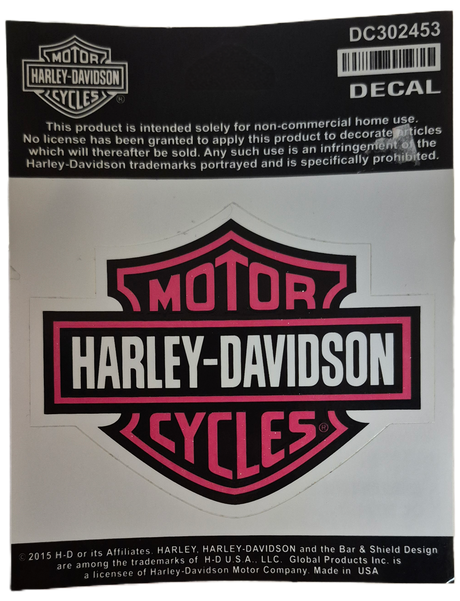 MOTOR
HARLEY-DAVIDSON
CYCLES®
DC302453
DECAL
This product is intended solely for non-commercial home use.
No license has been granted to apply this product to decorate articles
which will thereafter be sold. Any such use is an infringement of the
Harley-Davidson trademarks portrayed and is specifically prohibited.
MOTOR
HARLEY-DAVIDSON
CYCLES®
©2015 H-D or its Affiliates. HARLEY, HARLEY-DAVIDSON and the Bar & Shield Design
are among the trademarks of H-D U.S.A., LLC. Global Products Inc. is
a licensee of Harley-Davidson Motor Company. Made in USA